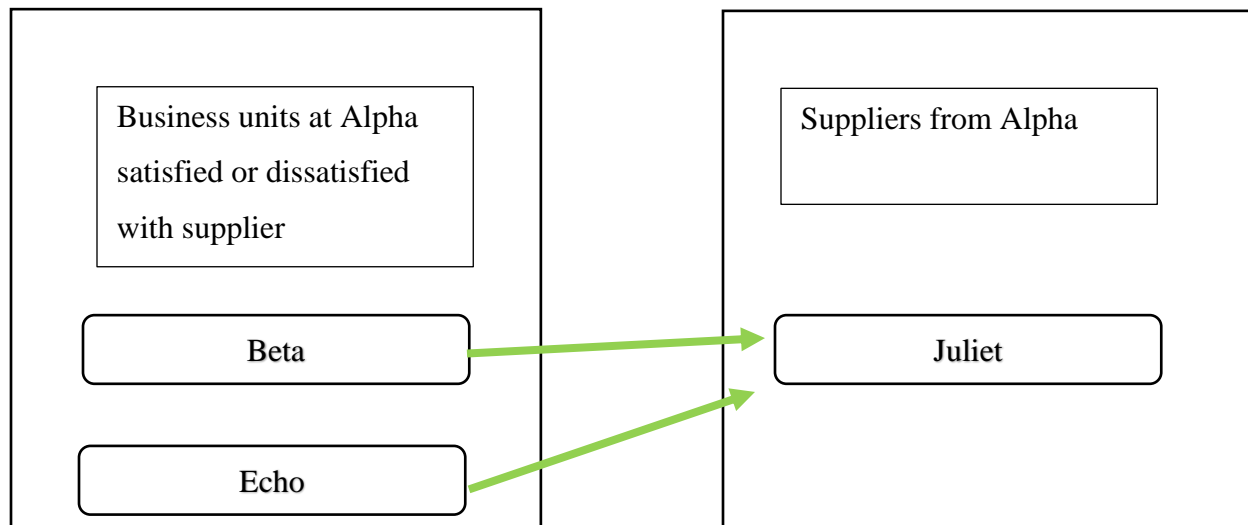 Business units at Alpha
satisfied or dissatisfied
with supplier
Suppliers from Alpha
Beta
Juliet
Echo